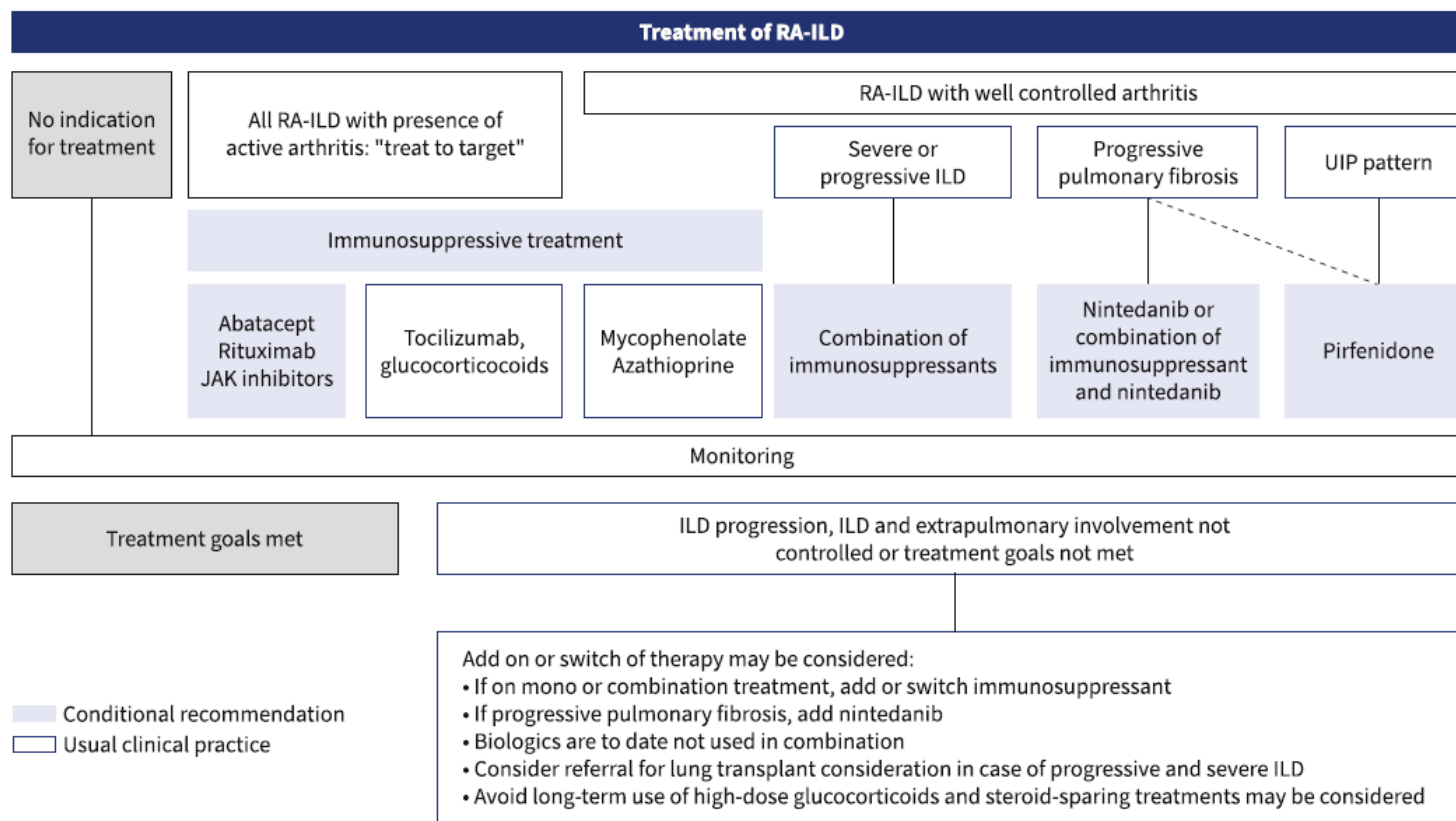 Treatment of RA-ILD
No indication
for treatment
All RA-ILD with presence of
active arthritis: "treat to target"
RA-ILD with well controlled arthritis
Severe or
progressive ILD
Progressive
pulmonary fibrosis
UIP pattern
Immunosuppressive treatment
Abatacept
Rituximab
JAK inhibitors
Tocilizumab,
glucocorticocoids
Mycophenolate
Azathioprine
Combination of
immunosuppressants
Nintedanib or
combination of
immunosuppressant
and nintedanib
Pirfenidone
Monitoring
Treatment goals met
ILD progression, ILD and extrapulmonary involvement not
controlled or treatment goals not met
Add on or switch of therapy may be considered:
• If on mono or combination treatment, add or switch immunosuppressant
• If progressive pulmonary fibrosis, add nintedanib
• Biologics are to date not used in combination
• Consider referral for lung transplant consideration in case of progressive and severe ILD
• Avoid long-term use of high-dose glucocorticoids and steroid-sparing treatments may be considered
Conditional recommendation
Usual clinical practice